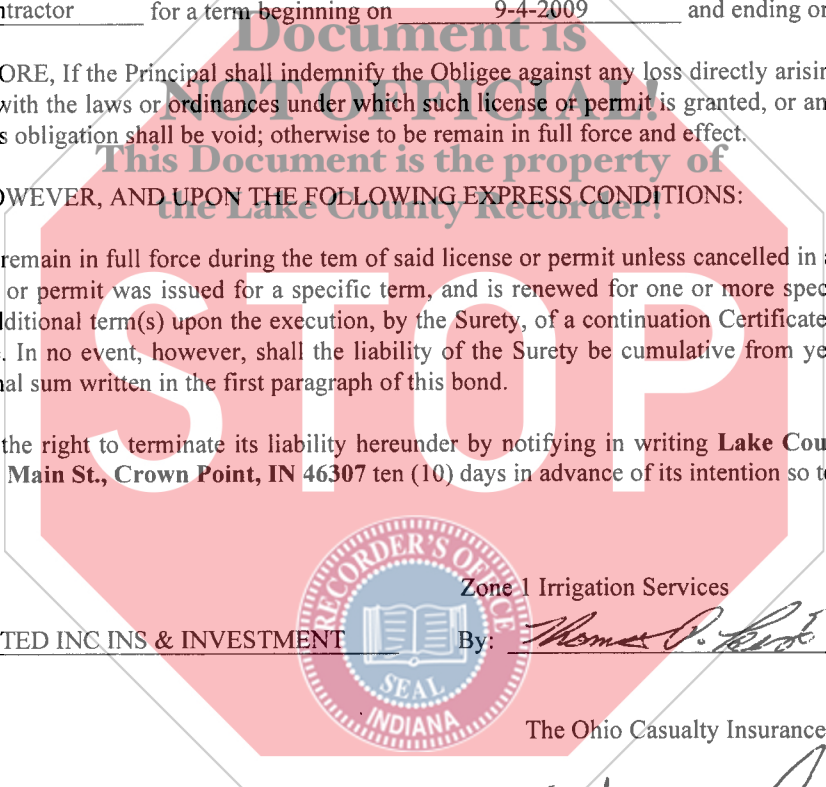 ntractor for a term beginning on 9-4-2009 and ending on
Document is
ORE, If the Principal shall indemnify the Obligee against any loss directly arisin
NOT OFFICIAL!
with the laws or ordinances under which such license or permit is granted, or an
s obligation shall be void; otherwise to be remain in full force and effect.
This Document is the property of
OWEVER, AND UPON THE FOLLOWING EXPRESS CONDITIONS:
the Lake County Recorder!
remain in full force during the tem of said license or permit unless cancelled in a
or permit was issued for a specific term, and is renewed for one or more spec
dditional term(s) upon the execution, by the Surety, of a continuation Certificate
. In no event, however, shall the liability of the Surety be cumulative from ye
nal sum written in the first paragraph of this bond.
STOP
the right to terminate its liability hereunder by notifying in writing Lake Cou
Main St., Crown Point, IN 46307 ten (10) days in advance of its intention so t
RECORDER'S OFFICE
Zone 1 Irrigation Services
TED INC INS & INVESTMENT By: Thomas
SEAL
INDIANA
The Ohio Casualty Insurance